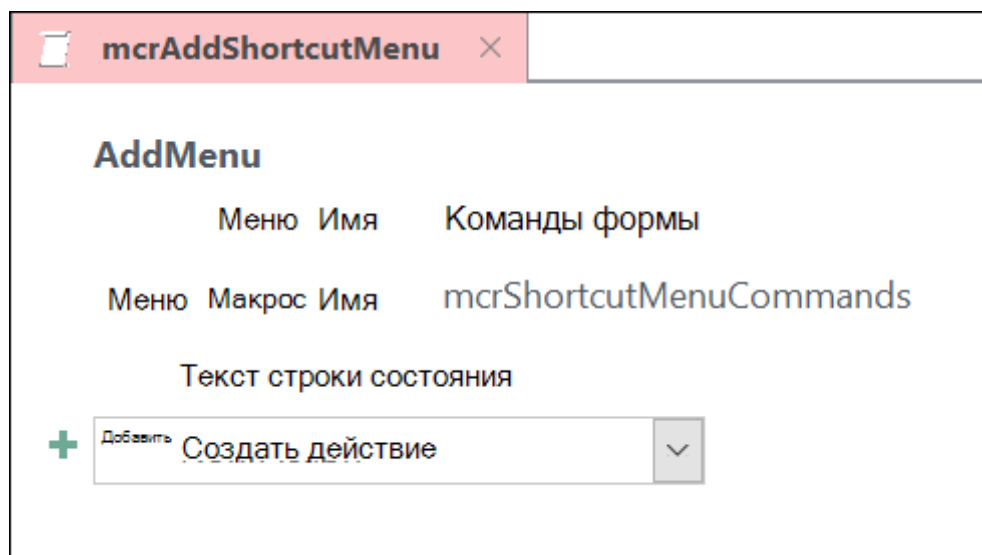 mcrAddShortcutMenu
AddMenu
Меню Имя Команды формы
Меню Макрос Имя mcrShortcutMenuCommands
Текст строки состояния
Добавить Создать действие